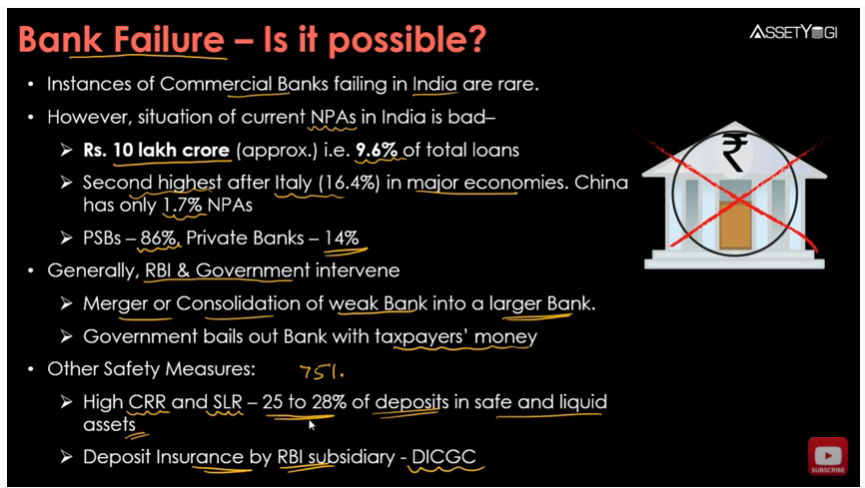 Bank Failure – Is it possible?
ASSETYOGI
• Instances of Commercial Banks failing in India are rare.
• However, situation of current NPAs in India is bad–
➢ Rs. 10 lakh crore (approx.) i.e. 9.6% of total loans
➢ Second highest after Italy (16.4%) in major economies. China
has only 1.7% NPAs
➢ PSBs – 86%, Private Banks – 14%
• Generally, RBI & Government intervene
➢ Merger or Consolidation of weak Bank into a larger Bank.
➢ Government bails out Bank with taxpayers' money
• Other Safety Measures:
75%.
➢ High CRR and SLR – 25 to 28% of deposits in safe and liquid
assets
➢ Deposit Insurance by RBI subsidiary - DICGC
₹
SUBSCRIBE